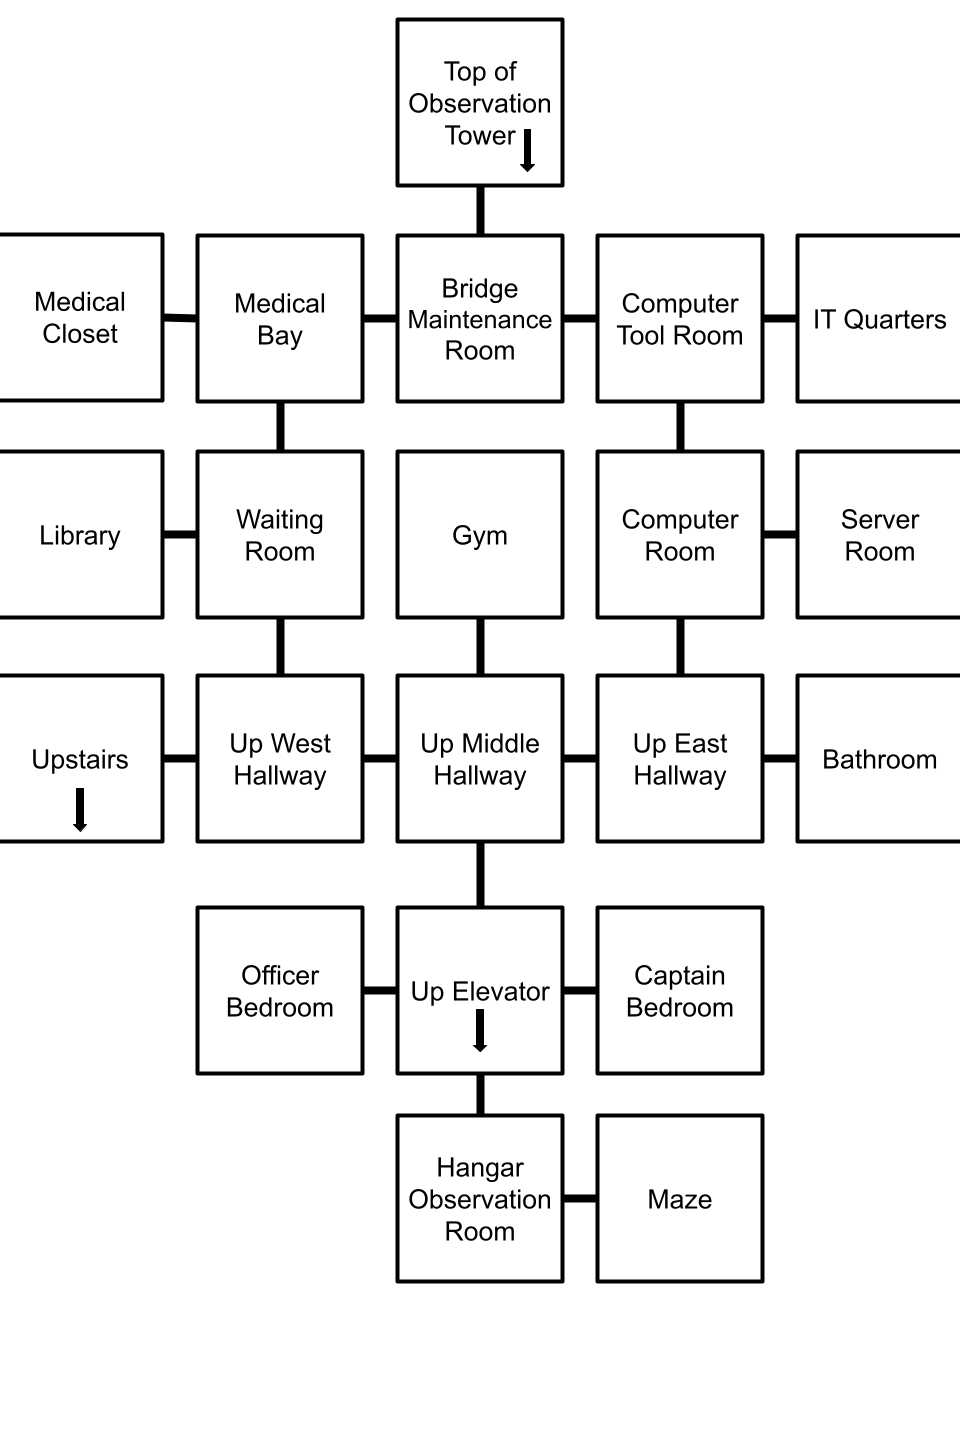 Top of
Observation
Tower
Medical
Closet
Medical
Bay
Bridge
Maintenance
Room
Computer
Tool Room
IT Quarters
Library
Waiting
Room
Gym
Computer
Room
Server
Room
Upstairs
Up West
Hallway
Up Middle
Hallway
Up East
Hallway
Bathroom
Officer
Bedroom
Up Elevator
Captain
Bedroom
Hangar
Observation
Room
Maze